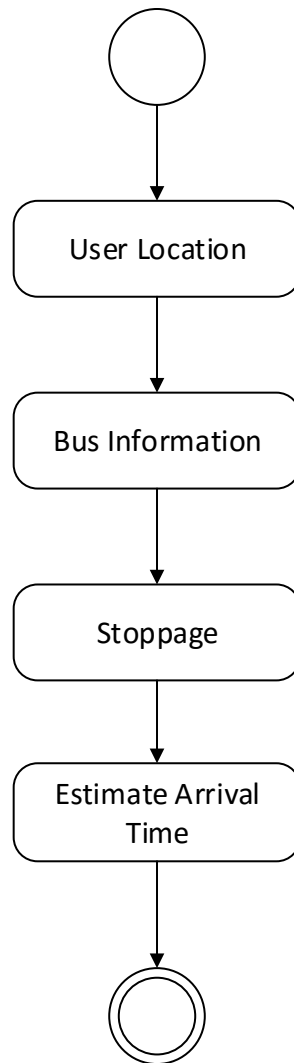 User Location
Bus Information
Stoppage
Estimate Arrival
Time